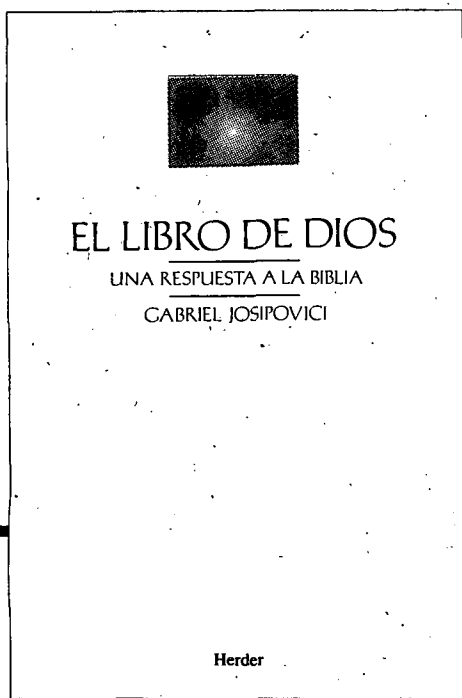 EL LIBRO DE DIOS
UNA RESPUESTA A LA BIBLIA
GABRIEL JOSIPOVICI
Herder